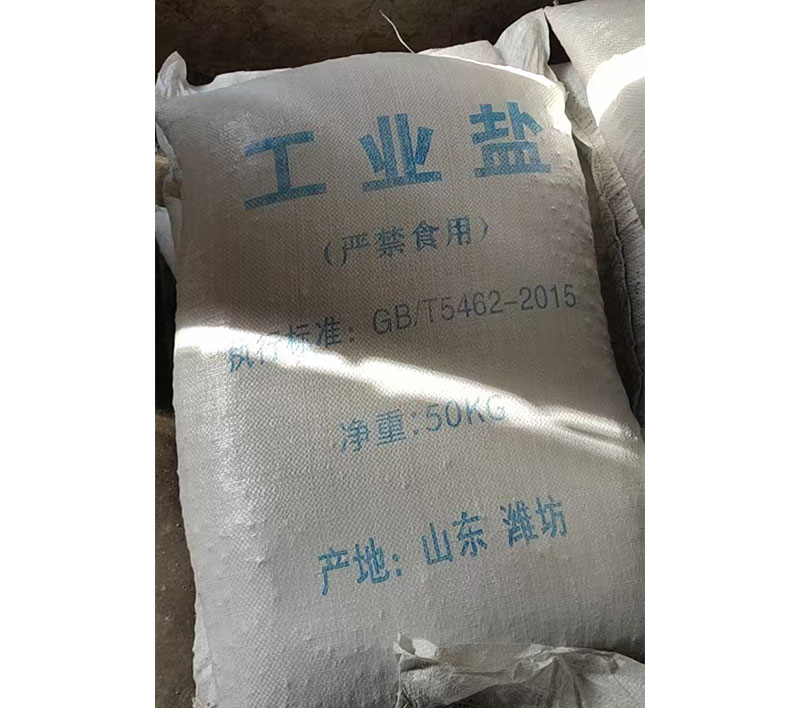 工业盐
（严禁食用）
执行标准：GB/T5462-2015
净重：50KG
产地：山东 潍坊